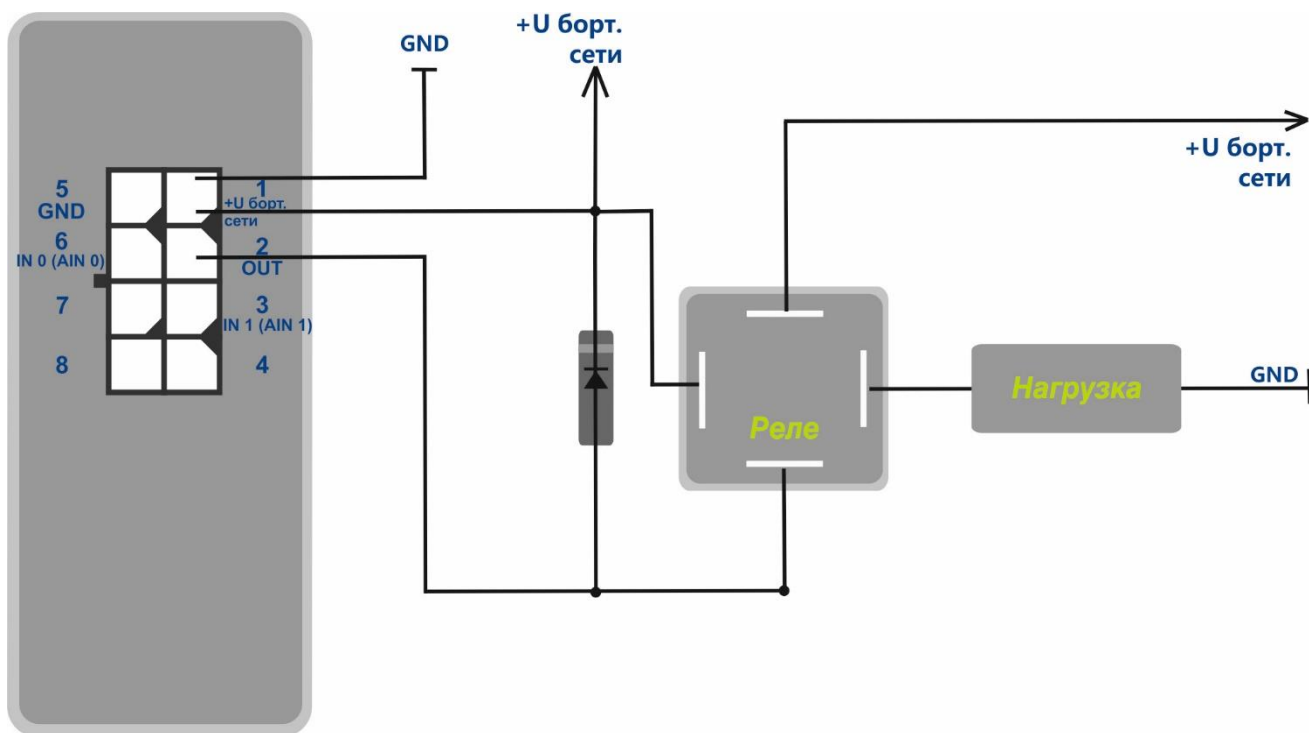 GND
+U борт.
сети
+U борт.
сети
5
GND
6
IN 0 (AIN 0)
7
8
1
+U борт.
сети
2
OUT
3
IN 1 (AIN 1)
4
Реле
Нагрузка
GND